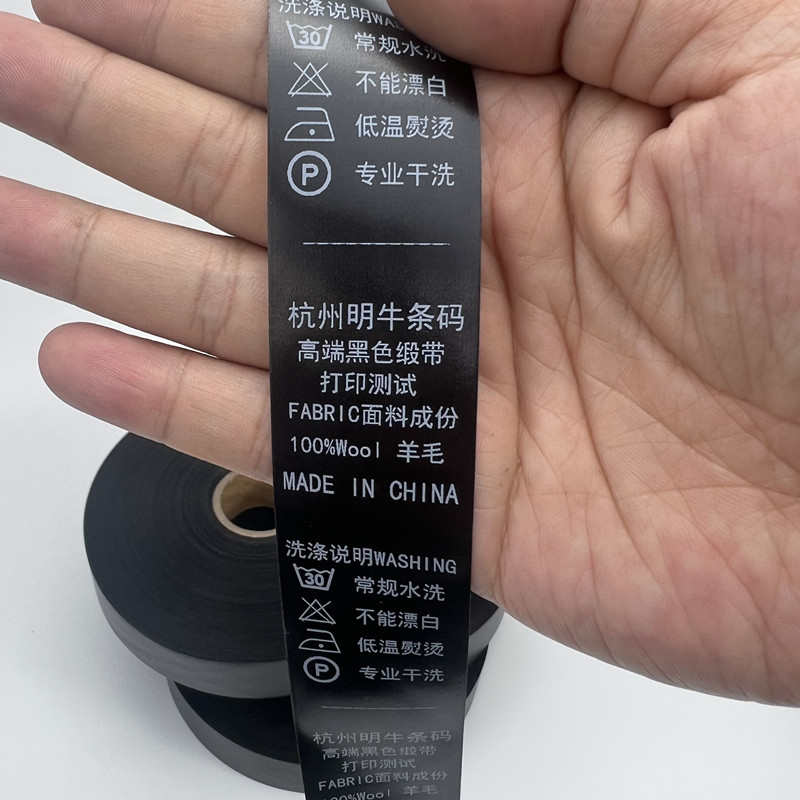 洗涤说明WAS
30 常规水洗
不能漂白
低温熨烫
P 专业干洗
杭州明牛条码
高端黑色缎带
打印测试
FABRIC面料成份
100%Wool 羊毛
MADE IN CHINA
洗涤说明WASHING
30 常规水洗
不能漂白
低温熨烫
P 专业干洗
杭州明牛条码
高端黑色缎带
打印测试
FABRIC面料成份
100%Wool 羊毛